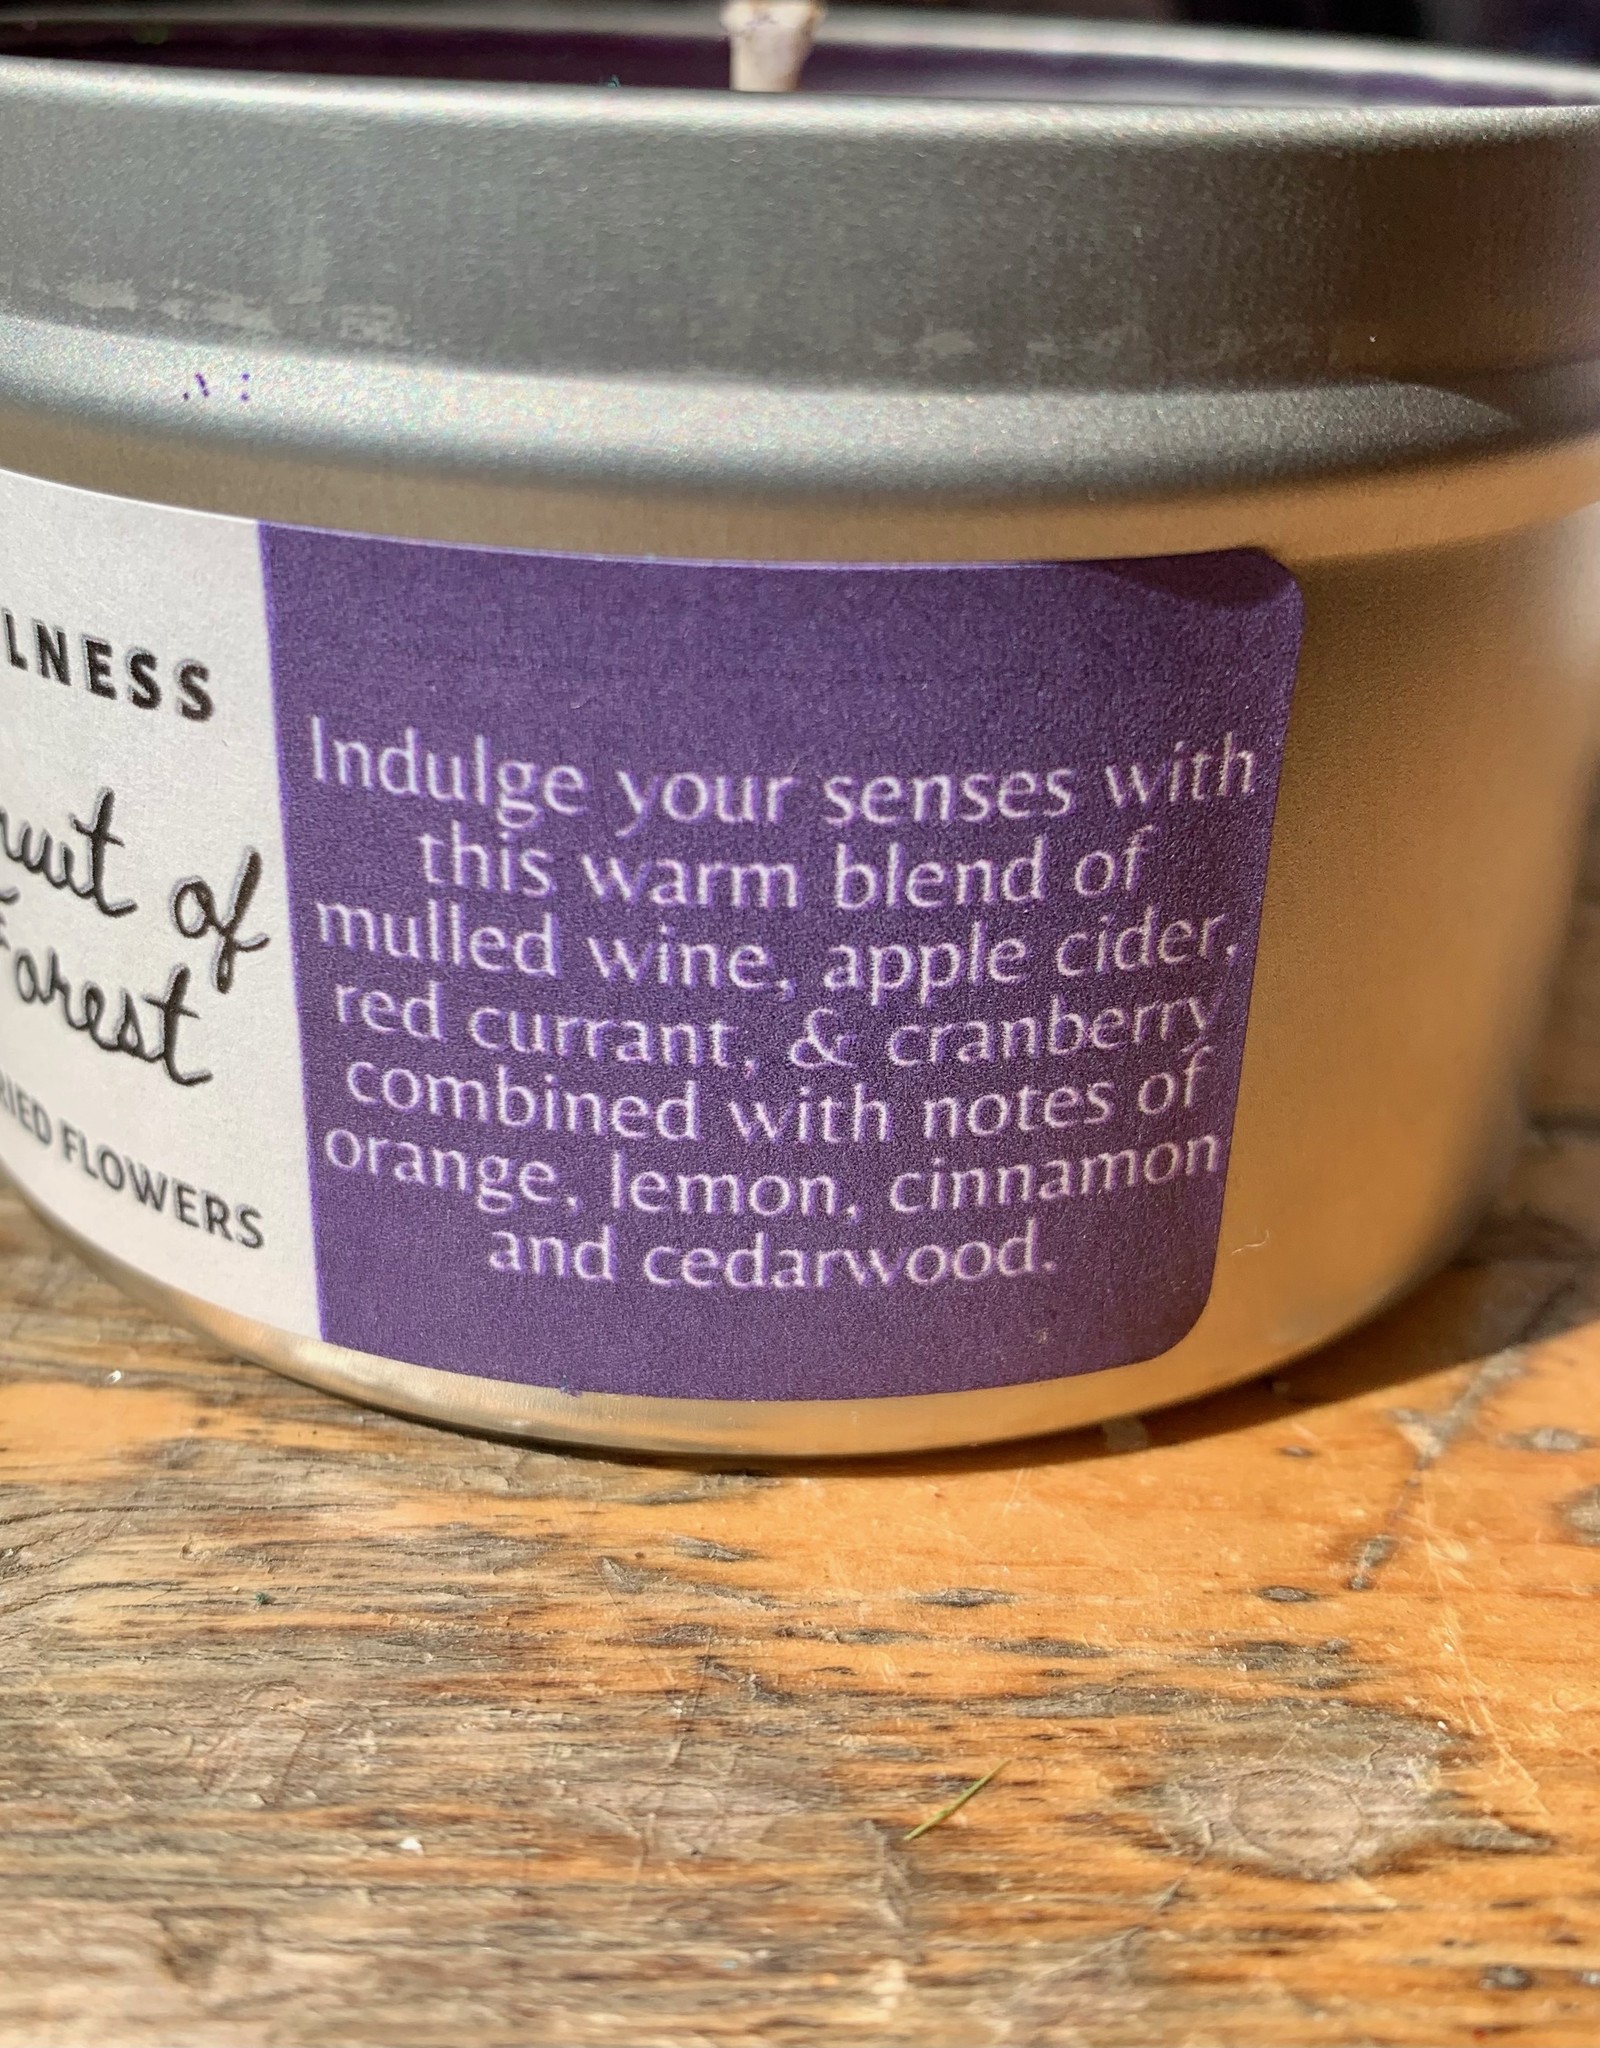 LNESS
of
Forest
FLOWERS
Indulge your senses with
this warm blend of
mulled wine, apple cider,
red currant, & cranberry
combined with notes of
orange, lemon, cinnamon
and cedarwood.